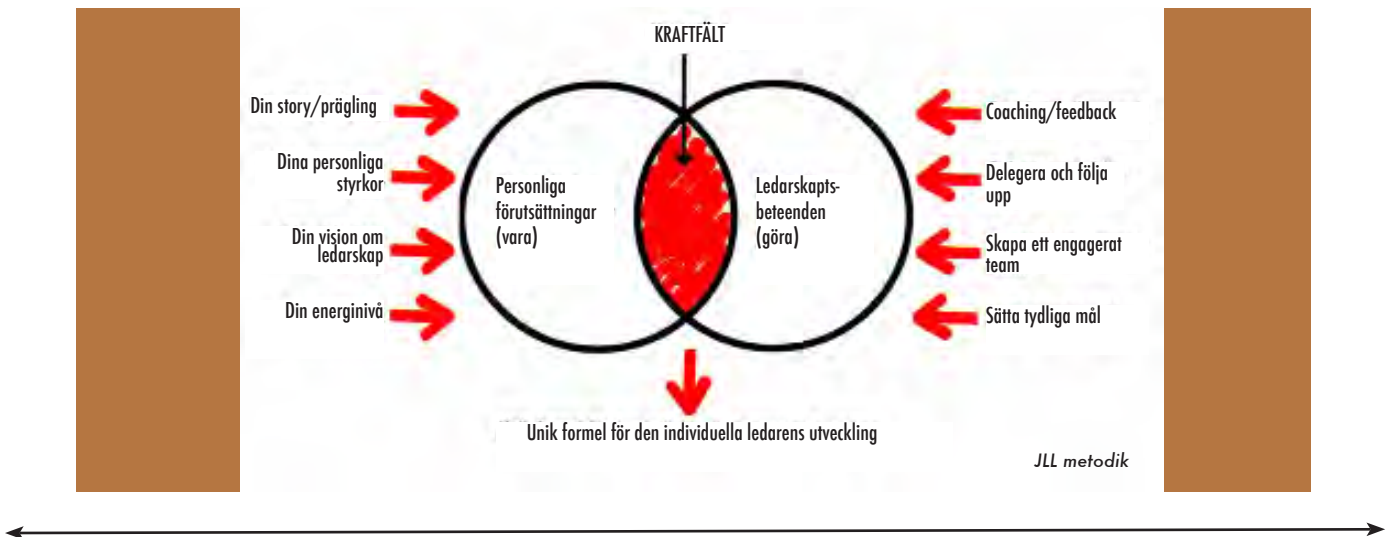 KRAFTFÄLT
Din story/prägling
Dina personliga
styrkor
Din vision om
ledarskap
Din energinivå
Personliga
förutsättningar
(vara)
Ledarskapts-
beteenden
(göra)
Coaching/feedback
Delegera och följa
upp
Skapa ett engagerat
team
Sätta tydliga mål
Unik formel för den individuella ledarens utveckling
JLL metodik